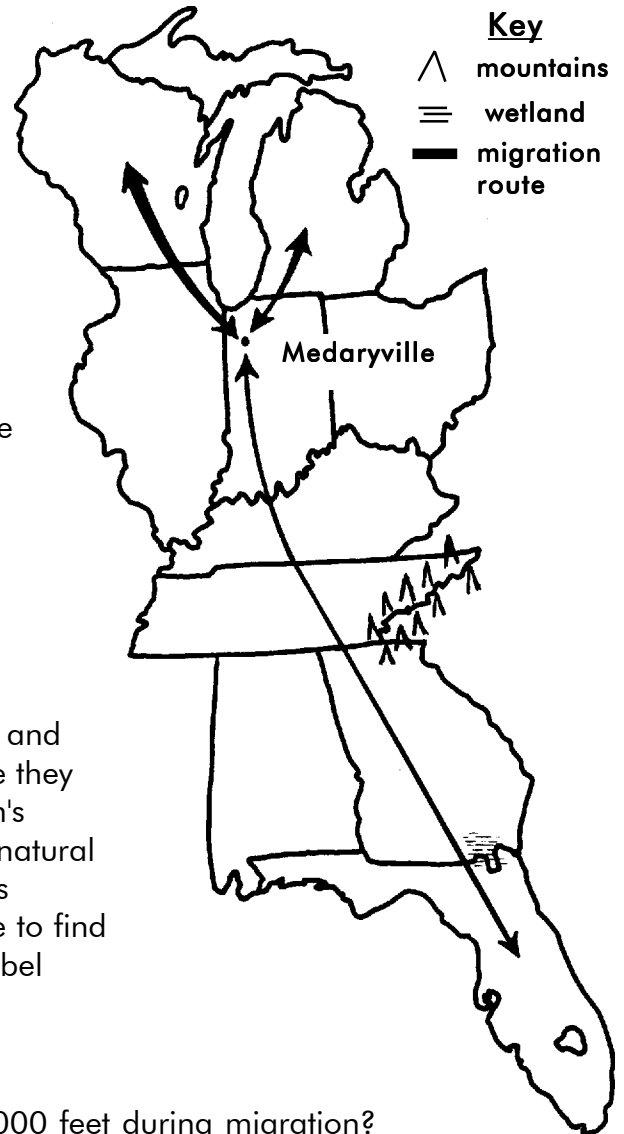 Key
mountains
wetland
migration
route
Medaryville
e
and
e they
n's
natural
s
e to find
bel
000 feet during migration?